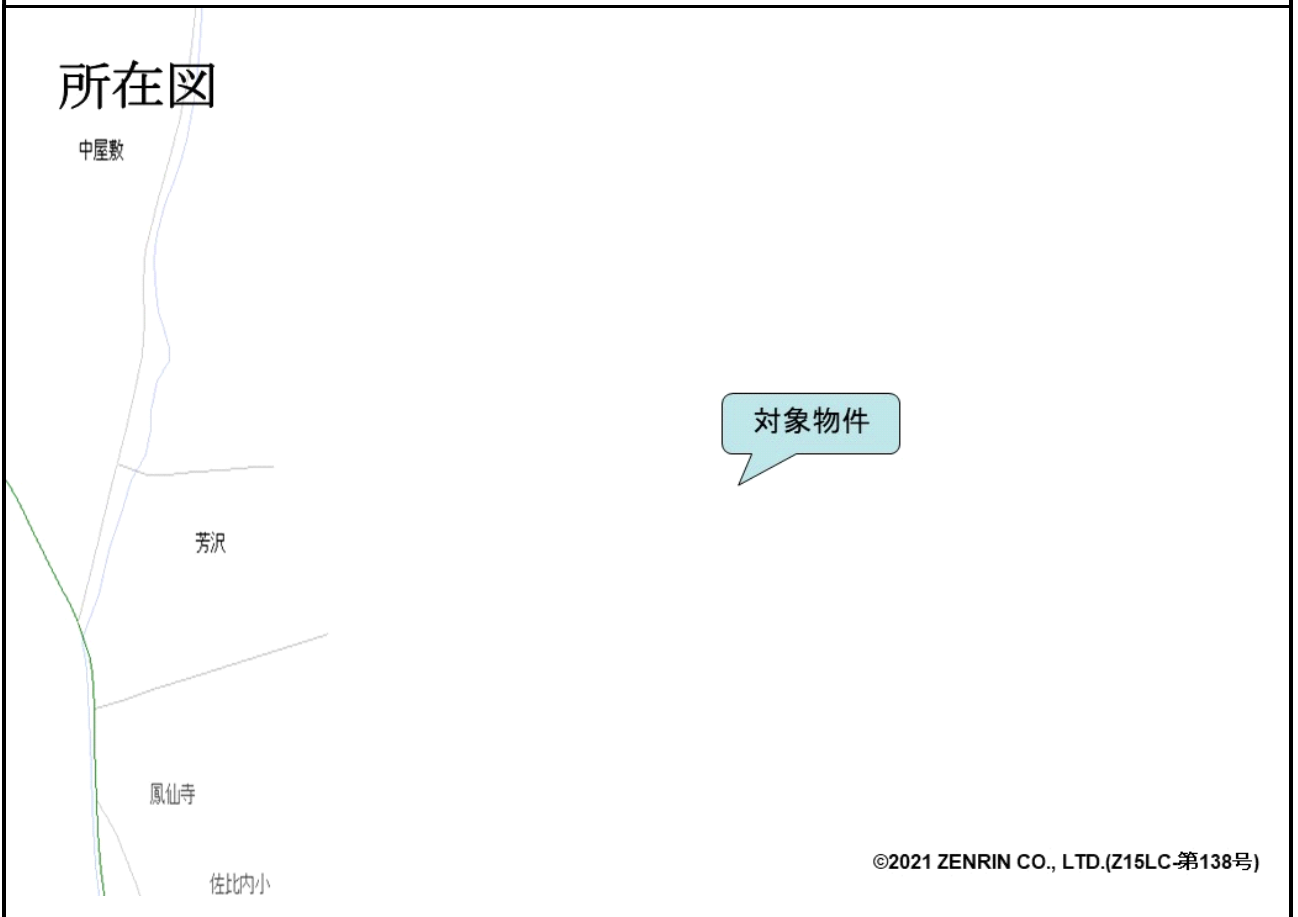 所在図
中屋敷
対象物件
芳沢
鳳仙寺
佐比内小
©2021 ZENRIN CO., LTD.(Z15LC-第138号)